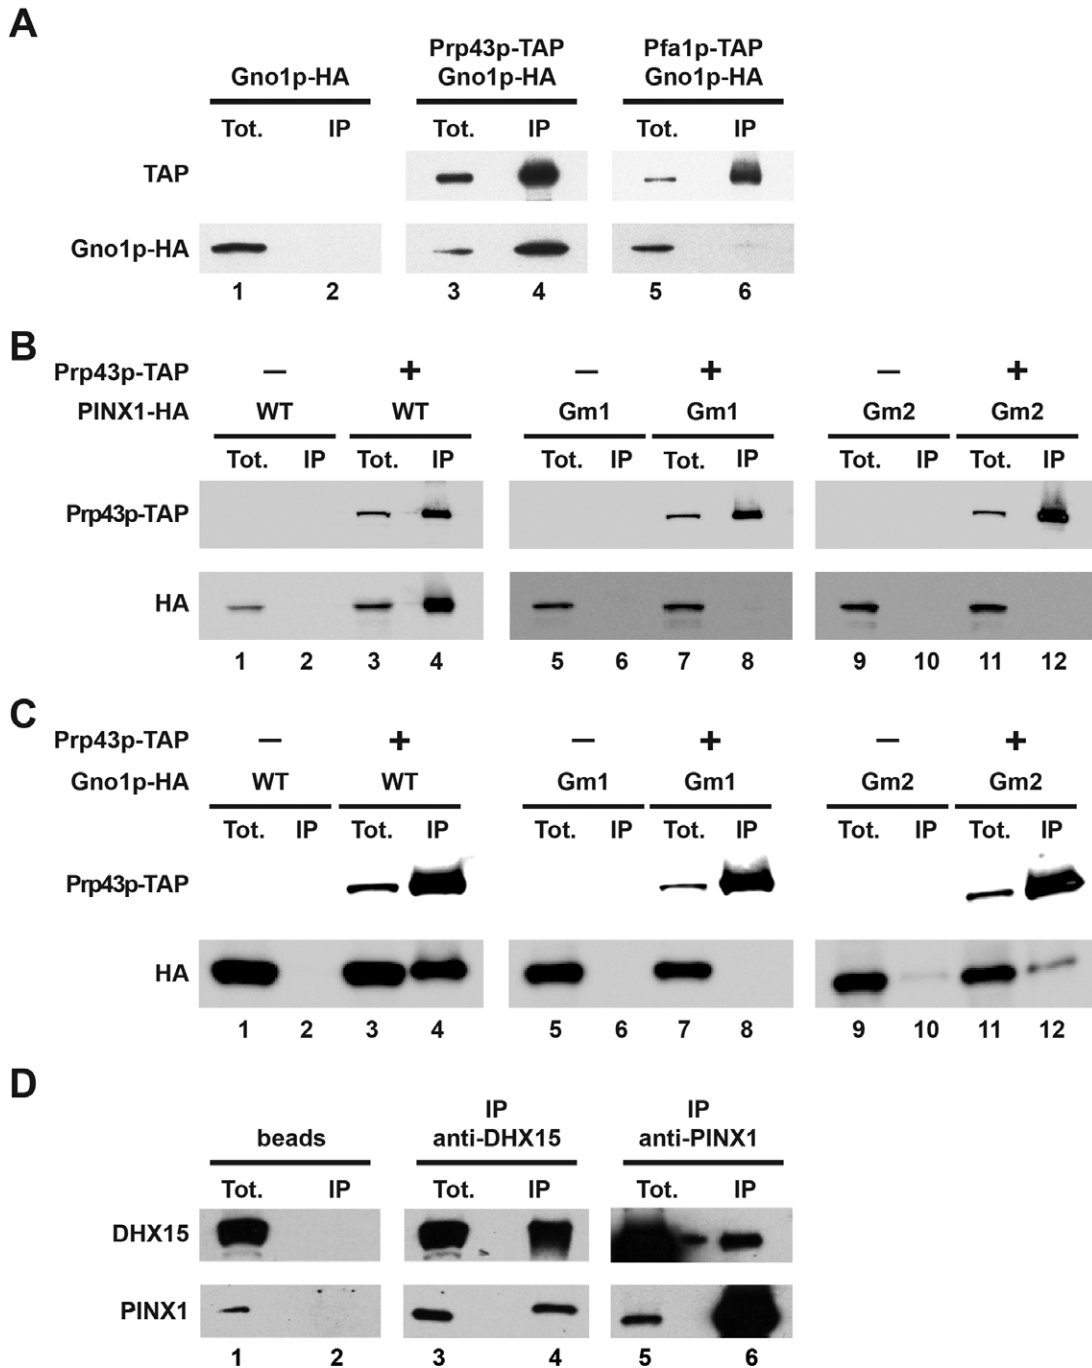 A
Gno1p-HA
Prp43p-TAP
Gno1p-HA
Pfa1p-TAP
Gno1p-HA
Tot. IP Tot. IP Tot. IP
TAP
Gno1p-HA
1 2 3 4 5 6
B
Prp43p-TAP – + – + – +
PINX1-HA WT WT Gm1 Gm1 Gm2 Gm2
Tot. IP Tot. IP Tot. IP Tot. IP Tot. IP Tot. IP
Prp43p-TAP
HA
1 2 3 4 5 6 7 8 9 10 11 12
C
Prp43p-TAP – + – + – +
Gno1p-HA WT WT Gm1 Gm1 Gm2 Gm2
Tot. IP Tot. IP Tot. IP Tot. IP Tot. IP Tot. IP
Prp43p-TAP
HA
1 2 3 4 5 6 7 8 9 10 11 12
D
beads
IP
anti-DHX15
IP
anti-PINX1
Tot. IP Tot. IP Tot. IP
DHX15
PINX1
1 2 3 4 5 6